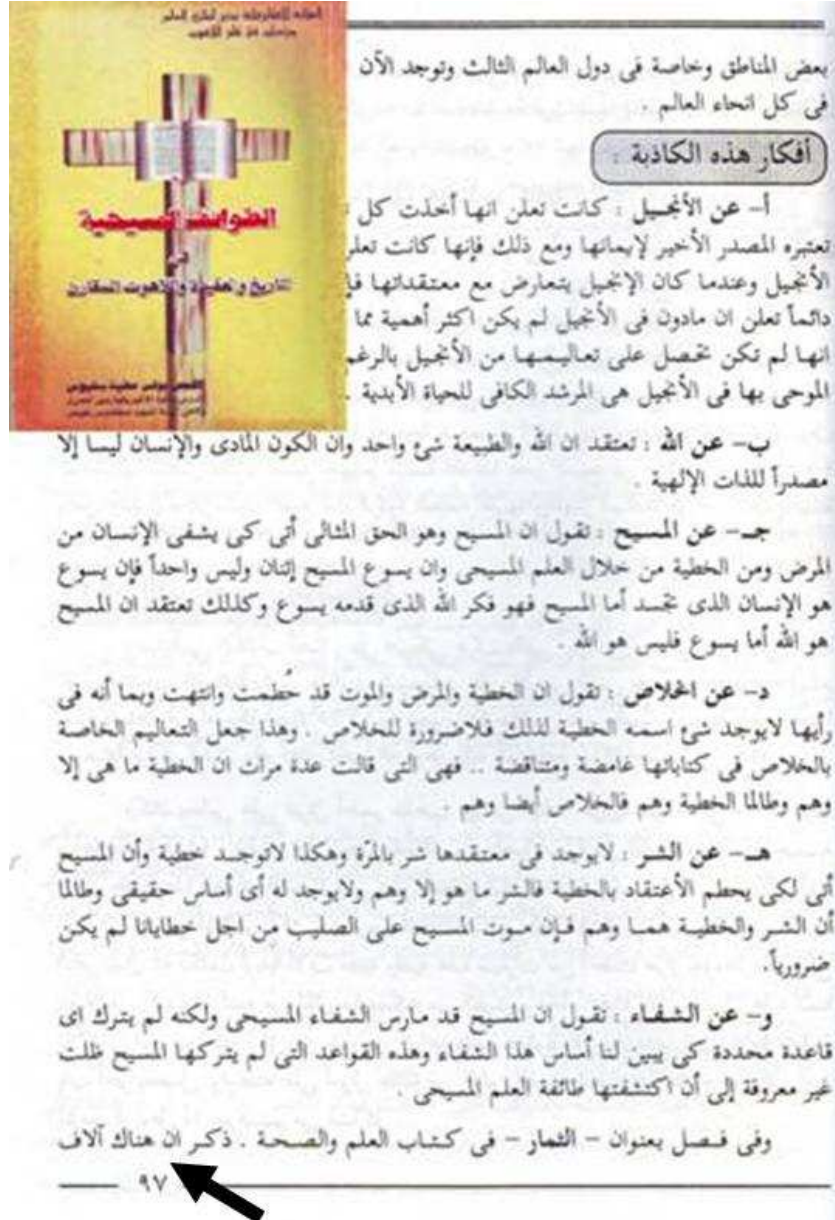 الطوائف المسيحية
فى
التاريخ والعقيدة واللاهوت المقارن
بعض المناطق وخاصة فى دول العالم الثالث وتوجد الآن
فى كل انحاء العالم .
أفكار هذه الكاذبة :
أ– عن الأنجيل : كانت تعلن انها أخذت كل
تعتبره المصدر الأخير لإيمانها ومع ذلك فإنها كانت تعلن
الأنجيل وعندما كان الإنجيل يتعارض مع معتقداتها
دائماً تعلن ان مادون فى الأنجيل لم يكن اكثر أهمية مما
انها لم تكن تحصل على تعاليمها من الأنجيل بالرغم
الموحى بها فى الأنجيل هى المرشد الكافى للحياة الأبدية .
ب– عن الله : تعتقد ان الله والطبيعة شئ واحد وان الكون المادى والإنسان ليسا إلا
مصدراً للذات الإلهية .
جـ– عن المسيح : تقول ان المسيح وهو الحق المثالى أتى كى يشفى الإنسان من
المرض ومن الخطية من خلال العلم المسيحى وان يسوع المسيح إثنان وليس واحداً فإن يسوع
هو الإنسان الذى تجسد أما المسيح فهو فكر الله الذى قدمه يسوع وكذلك تعتقد ان المسيح
هو الله أما يسوع فليس هو الله .
د– عن الخلاص : تقول ان الخطية والمرض والموت قد حُطمت وانتهت وبما أنه فى
رأيها لايوجد شئ اسمه الخطية لذلك فلاضرورة للخلاص . وهذا جعل التعاليم الخاصة
بالخلاص فى كتاباتها غامضة ومتناقضة .. فهى التى قالت عدة مرات ان الخطية ما هى إلا
وهم وطالما الخطية وهم فالخلاص أيضا وهم .
هـ– عن الشر : لايوجد فى معتقدها شر بالمرّة وهكذا لاتوجد خطية وأن المسيح
أتى لكى يحطم الأعتقاد بالخطية فالشر ما هو إلا وهم ولايوجد له أى أساس حقيقى وطالما
ان الشر والخطية همـا وهم فإن موت المسيح على الصليب من اجل خطايانا لم يكن
ضرورياً.
و– عن الشفاء : تقول ان المسيح قد مارس الشفاء المسيحى ولكنه لم يترك اى
قاعدة محددة كى يبين لنا أساس هذا الشفاء وهذه القواعد التى لم يتركها المسيح ظلت
غير معروفة إلى أن اكتشفتها طائفة العلم المسيحى .
وفى فصل بعنوان – الثمار – فى كتاب العلم والصحة . ذكر ان هناك آلاف
٩٧